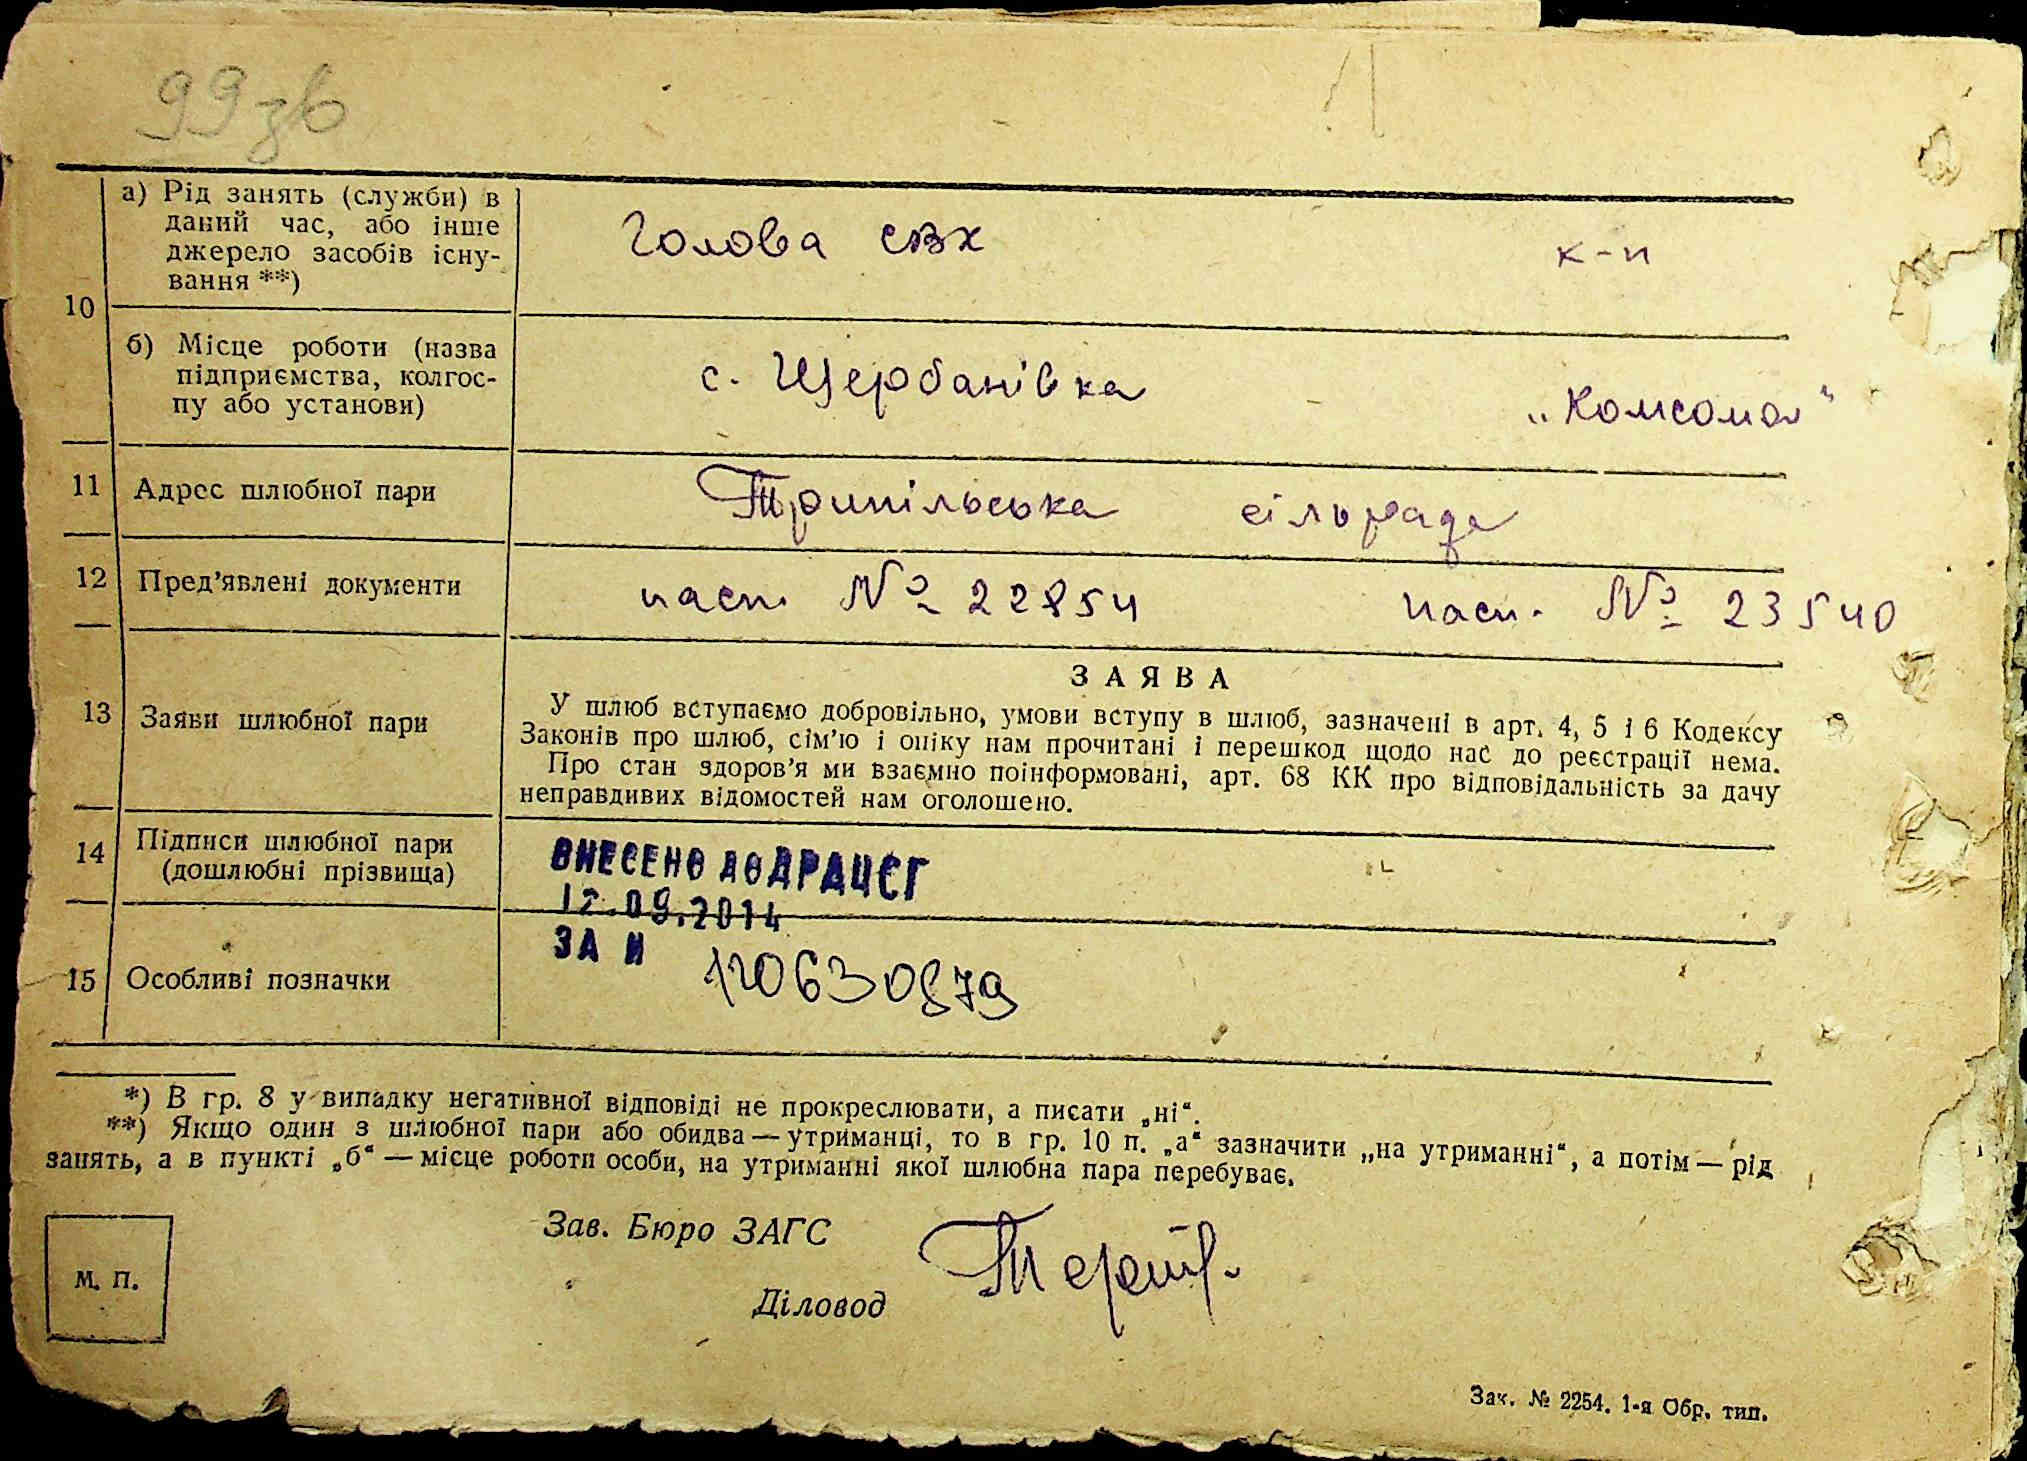 99зв
10
а) Рід занять (служби) в
даний час, або інше
джерело засобів існу-
вання **)
Голова свх к-п
б) Місце роботи (назва
підприємства, колгос-
пу або установи)
с. Щербанівка „Комсомол"
11 Адрес шлюбної пари Трипільська сільрада
12 Пред'явлені документи пасп. № 22854 пасп. № 23540
13 Заяви шлюбної пари
ЗАЯВА
У шлюб вступаємо добровільно, умови вступу в шлюб, зазначені в арт. 4, 5 і 6 Кодексу
Законів про шлюб, сім'ю і опіку нам прочитані і перешкод щодо нас до реєстрації нема.
Про стан здоров'я ми взаємно поінформовані, арт. 68 КК про відповідальність за дачу
неправдивих відомостей нам оголошено.
14 Підписи шлюбної пари
(дошлюбні прізвища)
ВНЕСЕНО ДО ДРАЦСГ
12.09.2014
ЗА №
120630879
15 Особливі позначки
*) В гр. 8 у випадку негативної відповіді не прокреслювати, а писати „ні“.
**) Якщо один з шлюбної пари або обидва — утриманці, то в гр. 10 п. „а“ зазначити „на утриманні“, а потім — рід
занять, а в пункті „б“ — місце роботи особи, на утриманні якої шлюбна пара перебуває.
Зав. Бюро ЗАГС
Діловод
М. П.
Зак. № 2254. 1-я Обр. тип.